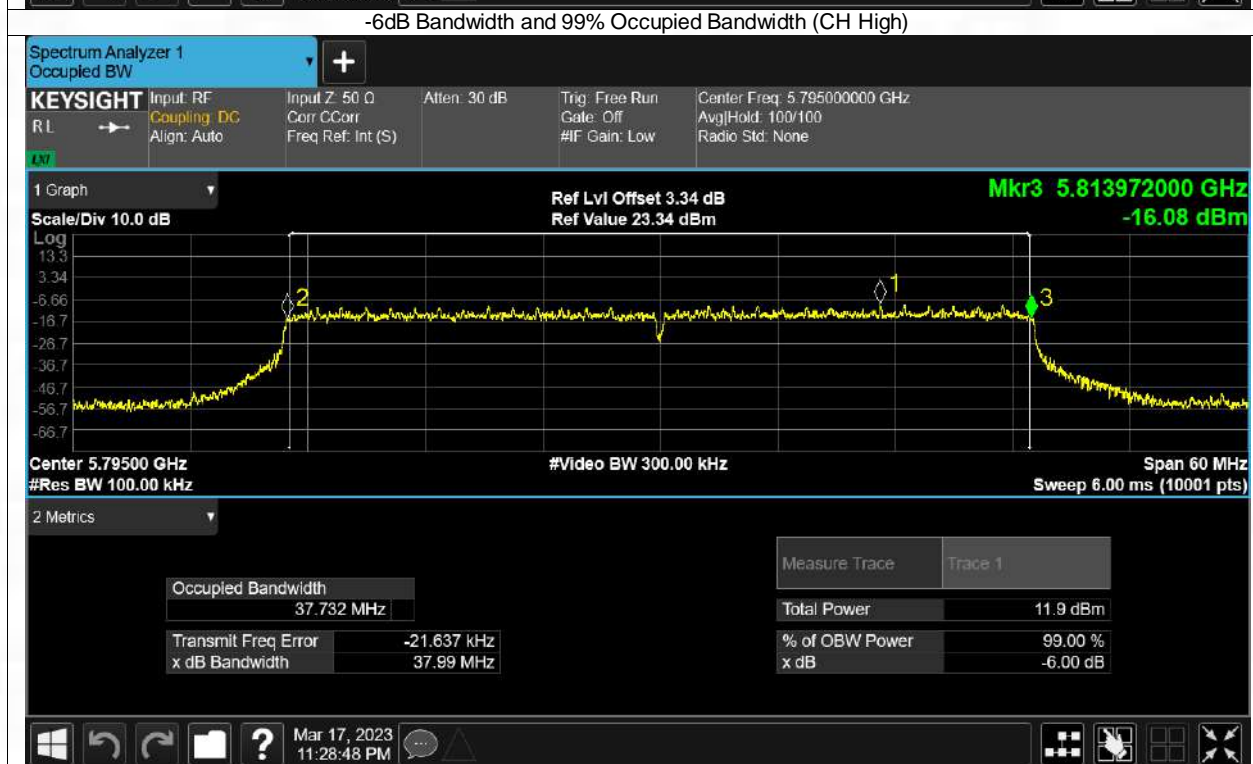 -6dB Bandwidth and 99% Occupied Bandwidth (CH High)
Spectrum Analyzer 1
Occupied BW
+
KEYSIGHT
RL
LXI
Input: RF
Coupling: DC
Align: Auto
Input Z: 50 Ω
Corr CCorr
Freq Ref: Int (S)
Atten: 30 dB
Trig: Free Run
Gate: Off
#IF Gain: Low
Center Freq: 5.795000000 GHz
Avg|Hold: 100/100
Radio Std: None
1 Graph
Scale/Div 10.0 dB
Ref Lvl Offset 3.34 dB
Ref Value 23.34 dBm
Mkr3 5.813972000 GHz
-16.08 dBm
Log
13.3
3.34
-6.66
-16.7
-26.7
-36.7
-46.7
-56.7
-66.7
2
1
3
Center 5.79500 GHz
#Res BW 100.00 kHz
#Video BW 300.00 kHz
Span 60 MHz
Sweep 6.00 ms (10001 pts)
2 Metrics
Occupied Bandwidth
37.732 MHz
Transmit Freq Error -21.637 kHz
x dB Bandwidth 37.99 MHz
Measure Trace Trace 1
Total Power 11.9 dBm
% of OBW Power 99.00 %
x dB -6.00 dB
?
Mar 17, 2023
11:28:48 PM